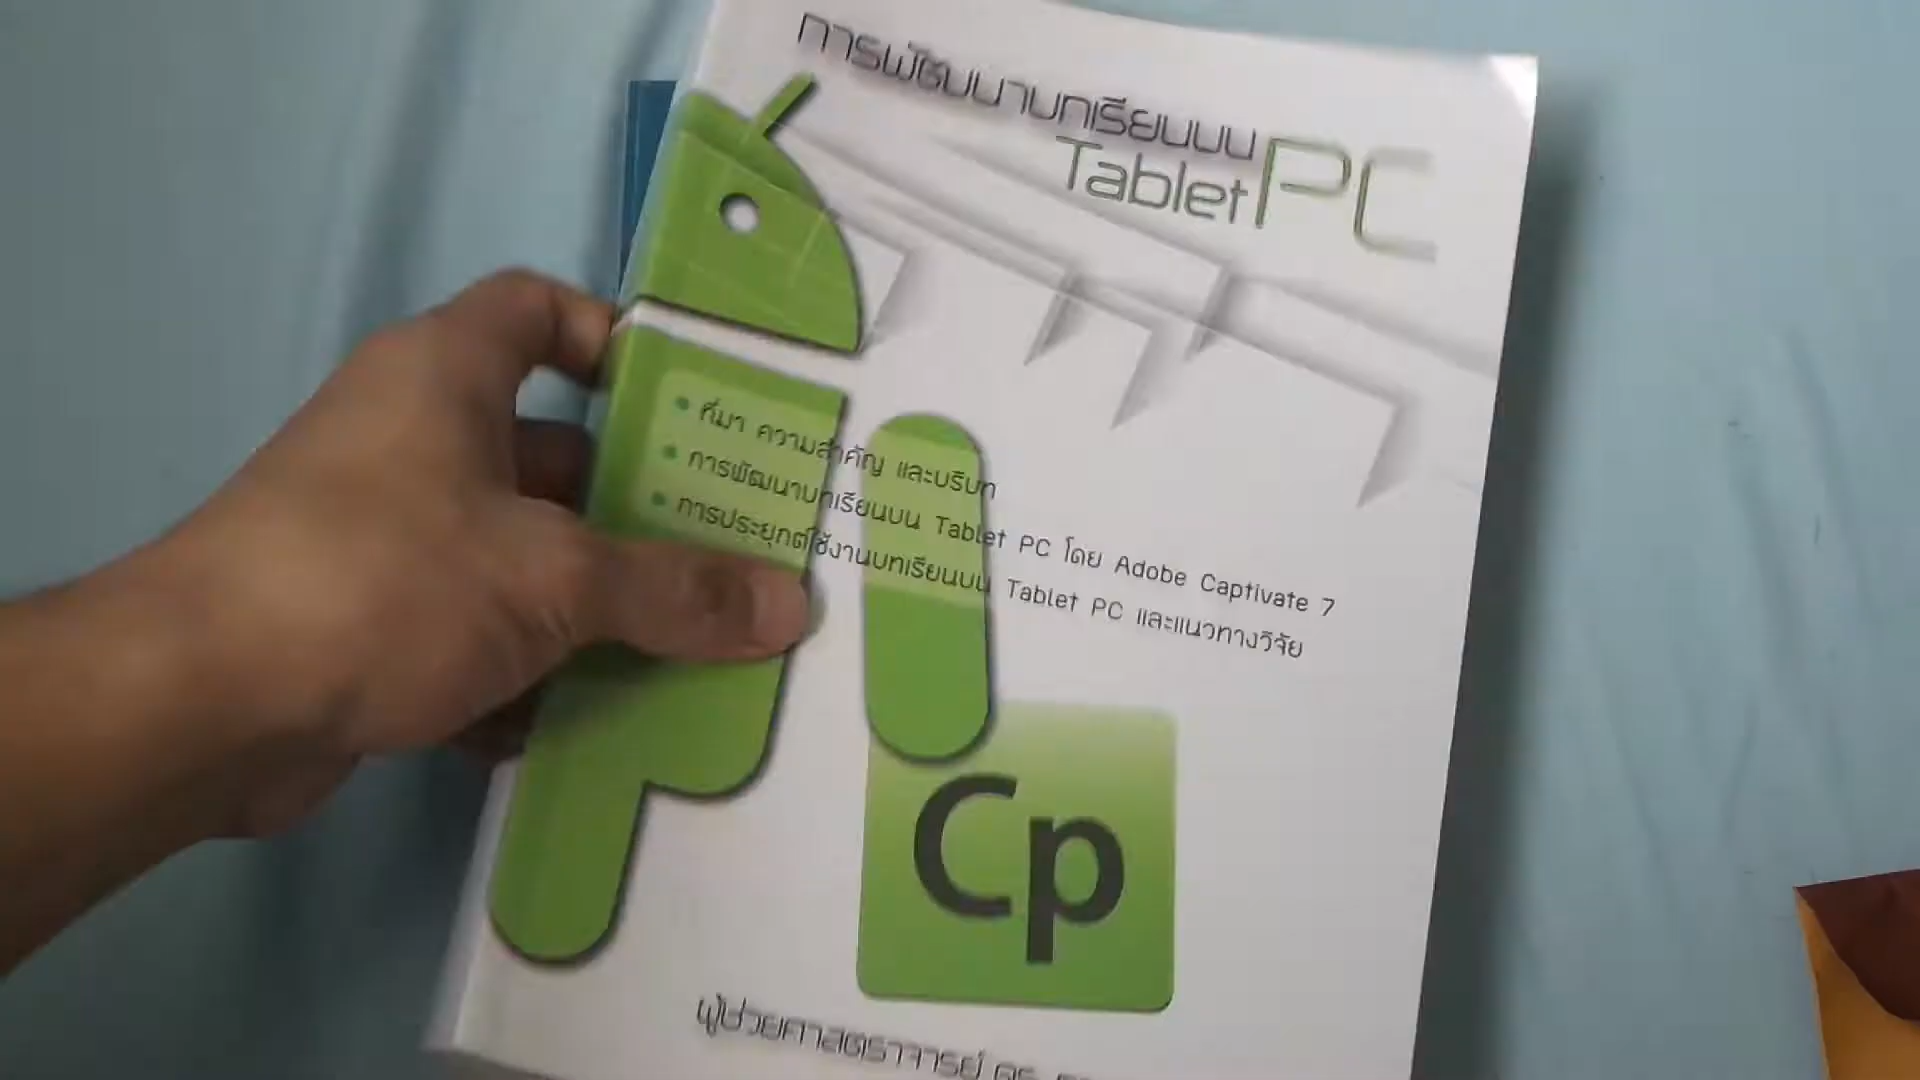 การพัฒนาบทเรียนบน
Tablet PC
• ที่มา ความสำคัญ และบริบท
• การพัฒนาบทเรียนบน Tablet PC โดย Adobe Captivate 7
• การประยุกต์ใช้งานบทเรียนบน Tablet PC และแนวทางวิจัย
Cp
ผู้ช่วยศาสตราจารย์ ดร.